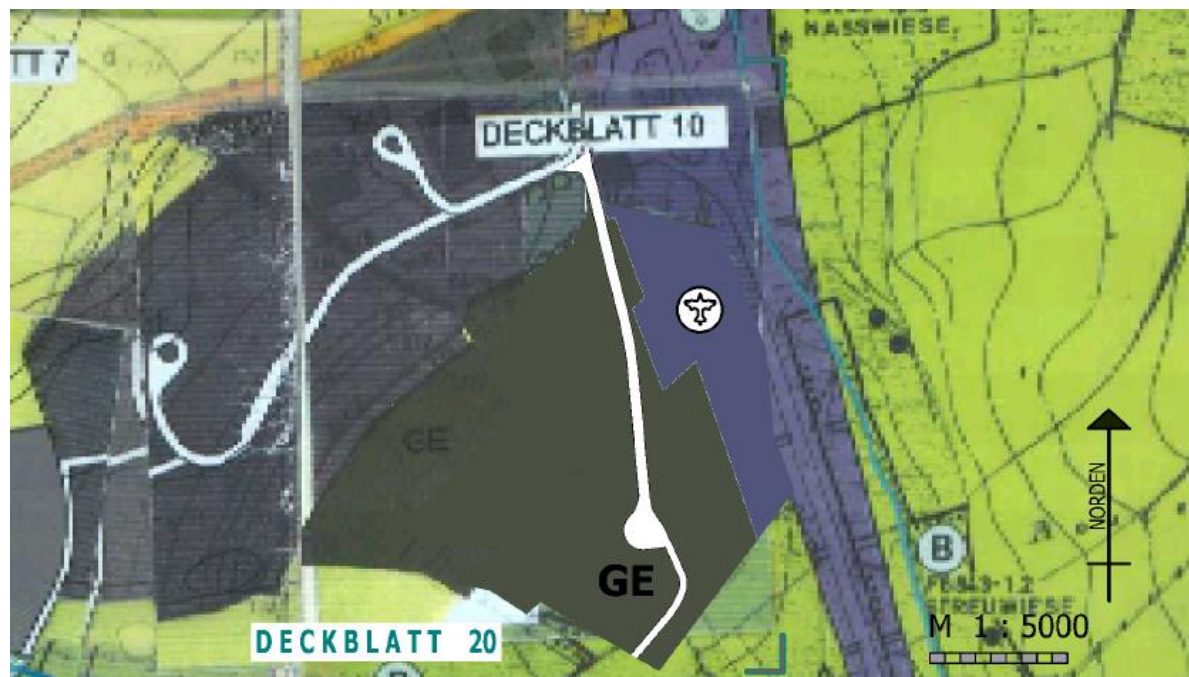 NASSWIESE
TT 7
DECKBLATT 10
GE
NORDEN
B
A
GE
STREUWIESE
M 1 : 5000
DECKBLATT 20